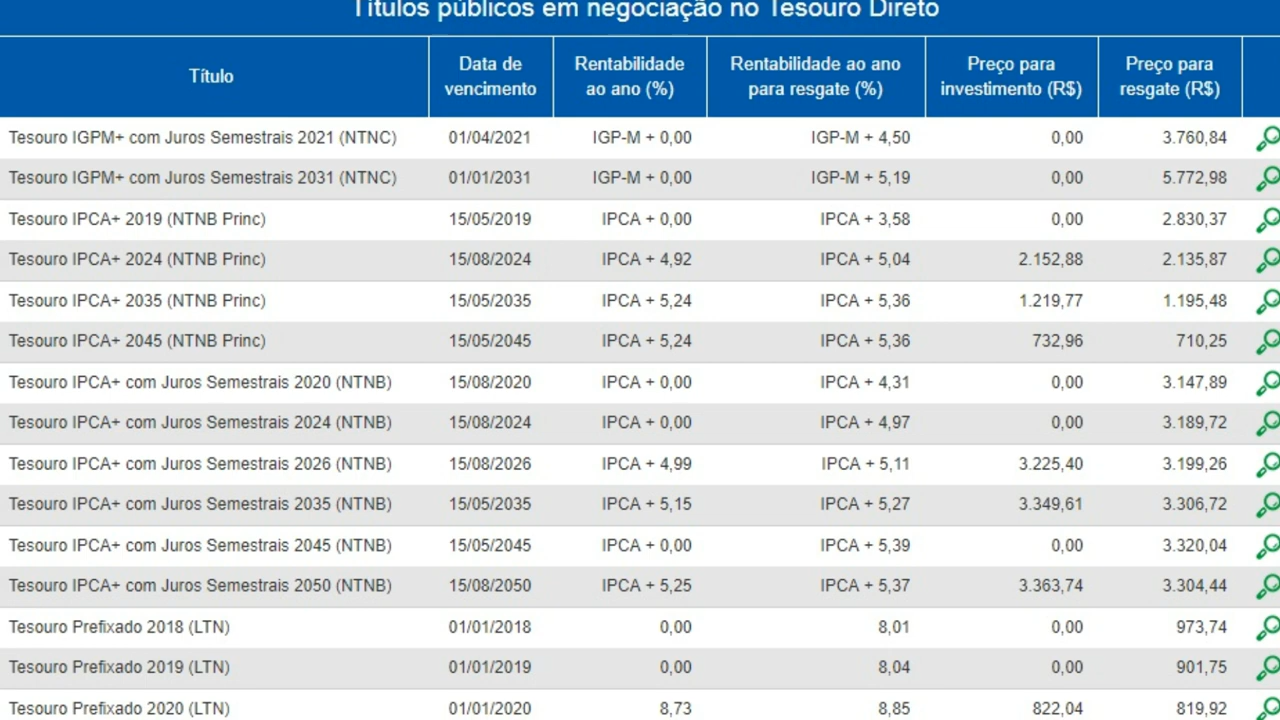 Títulos públicos em negociação no Tesouro Direto
Título Data de vencimento Rentabilidade ao ano (%) Rentabilidade ao ano para resgate (%) Preço para investimento (R$) Preço para resgate (R$)
Tesouro IGPM+ com Juros Semestrais 2021 (NTNC) 01/04/2021 IGP-M + 0,00 IGP-M + 4,50 0,00 3.760,84
Tesouro IGPM+ com Juros Semestrais 2031 (NTNC) 01/01/2031 IGP-M + 0,00 IGP-M + 5,19 0,00 5.772,98
Tesouro IPCA+ 2019 (NTNB Princ) 15/05/2019 IPCA + 0,00 IPCA + 3,58 0,00 2.830,37
Tesouro IPCA+ 2024 (NTNB Princ) 15/08/2024 IPCA + 4,92 IPCA + 5,04 2.152,88 2.135,87
Tesouro IPCA+ 2035 (NTNB Princ) 15/05/2035 IPCA + 5,24 IPCA + 5,36 1.219,77 1.195,48
Tesouro IPCA+ 2045 (NTNB Princ) 15/05/2045 IPCA + 5,24 IPCA + 5,36 732,96 710,25
Tesouro IPCA+ com Juros Semestrais 2020 (NTNB) 15/08/2020 IPCA + 0,00 IPCA + 4,31 0,00 3.147,89
Tesouro IPCA+ com Juros Semestrais 2024 (NTNB) 15/08/2024 IPCA + 0,00 IPCA + 4,97 0,00 3.189,72
Tesouro IPCA+ com Juros Semestrais 2026 (NTNB) 15/08/2026 IPCA + 4,99 IPCA + 5,11 3.225,40 3.199,26
Tesouro IPCA+ com Juros Semestrais 2035 (NTNB) 15/05/2035 IPCA + 5,15 IPCA + 5,27 3.349,61 3.306,72
Tesouro IPCA+ com Juros Semestrais 2045 (NTNB) 15/05/2045 IPCA + 0,00 IPCA + 5,39 0,00 3.320,04
Tesouro IPCA+ com Juros Semestrais 2050 (NTNB) 15/08/2050 IPCA + 5,25 IPCA + 5,37 3.363,74 3.304,44
Tesouro Prefixado 2018 (LTN) 01/01/2018 0,00 8,01 0,00 973,74
Tesouro Prefixado 2019 (LTN) 01/01/2019 0,00 8,04 0,00 901,75
Tesouro Prefixado 2020 (LTN) 01/01/2020 8,73 8,85 822,04 819,92